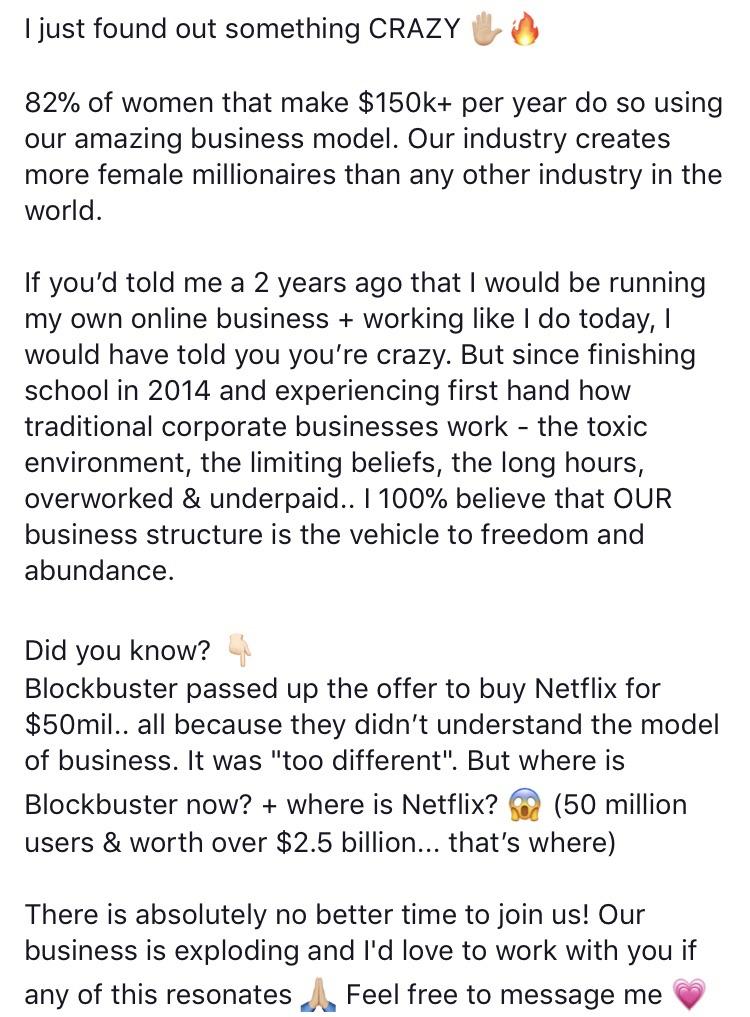 I just found out something CRAZY ✋🏼🔥
82% of women that make $150k+ per year do so using
our amazing business model. Our industry creates
more female millionaires than any other industry in the
world.
If you’d told me a 2 years ago that I would be running
my own online business + working like I do today, I
would have told you you’re crazy. But since finishing
school in 2014 and experiencing first hand how
traditional corporate businesses work - the toxic
environment, the limiting beliefs, the long hours,
overworked & underpaid.. I 100% believe that OUR
business structure is the vehicle to freedom and
abundance.
Did you know? 👇🏻
Blockbuster passed up the offer to buy Netflix for
$50mil.. all because they didn’t understand the model
of business. It was "too different". But where is
Blockbuster now? + where is Netflix? 😱 (50 million
users & worth over $2.5 billion... that’s where)
There is absolutely no better time to join us! Our
business is exploding and I'd love to work with you if
any of this resonates 🙏🏼 Feel free to message me 💗